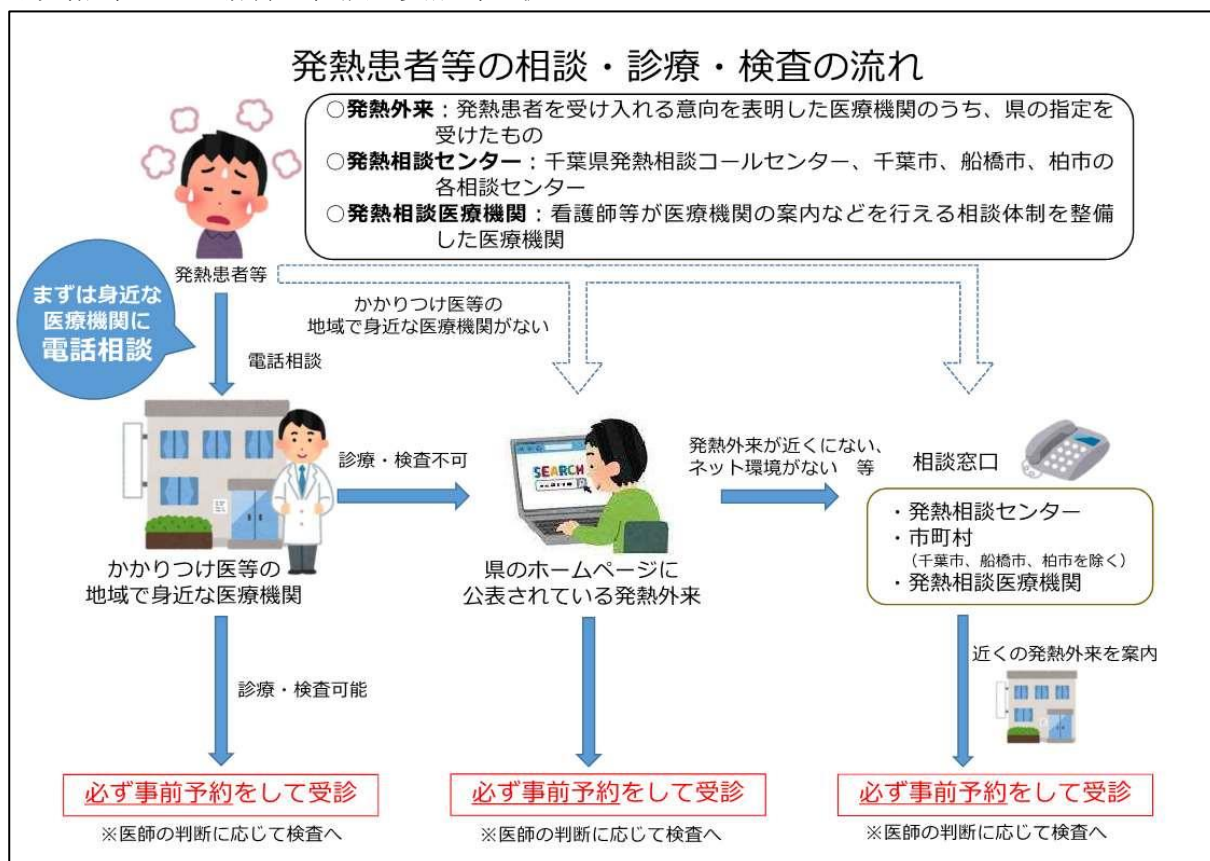 発熱患者等の相談・診療・検査の流れ
○発熱外来：発熱患者を受け入れる意向を表明した医療機関のうち、県の指定を
受けたもの
○発熱相談センター：千葉県発熱相談コールセンター、千葉市、船橋市、柏市の
各相談センター
○発熱相談医療機関：看護師等が医療機関の案内などを行える相談体制を整備
した医療機関
発熱患者等
まずは身近な
医療機関に
電話相談
かかりつけ医等の
地域で身近な医療機関がない
電話相談
診療・検査不可
SEARCH
発熱外来が近くにない、
ネット環境がない　等
相談窓口
・発熱相談センター
・市町村
（千葉市、船橋市、柏市を除く）
・発熱相談医療機関
かかりつけ医等の
地域で身近な医療機関
県のホームページに
公表されている発熱外来
診療・検査可能
近くの発熱外来を案内
必ず事前予約をして受診
※医師の判断に応じて検査へ
必ず事前予約をして受診
※医師の判断に応じて検査へ
必ず事前予約をして受診
※医師の判断に応じて検査へ